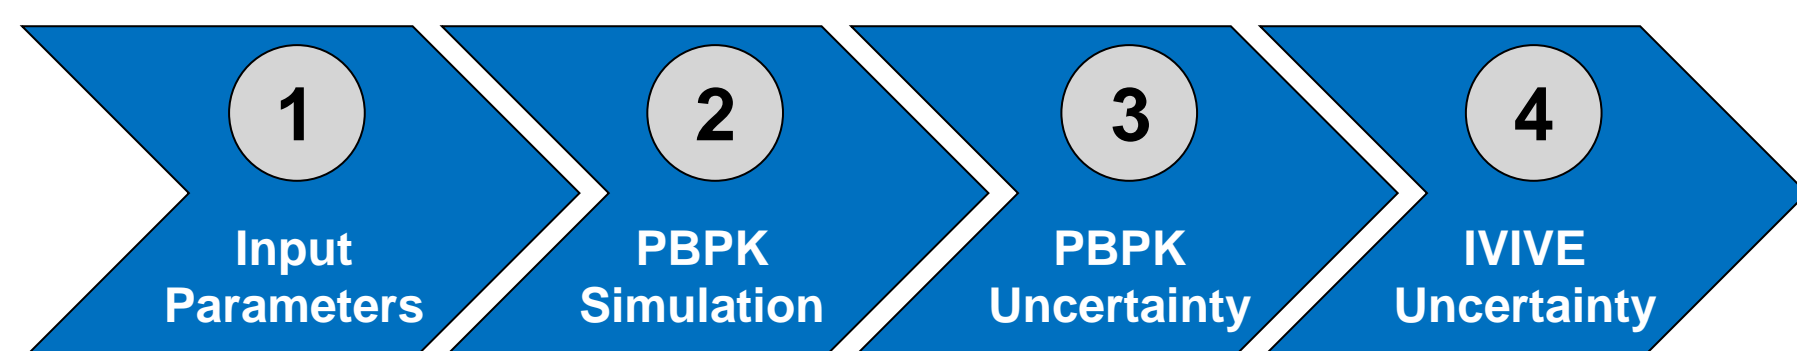 1
Input
Parameters
2
PBPK
Simulation
3
PBPK
Uncertainty
4
IVIVE
Uncertainty